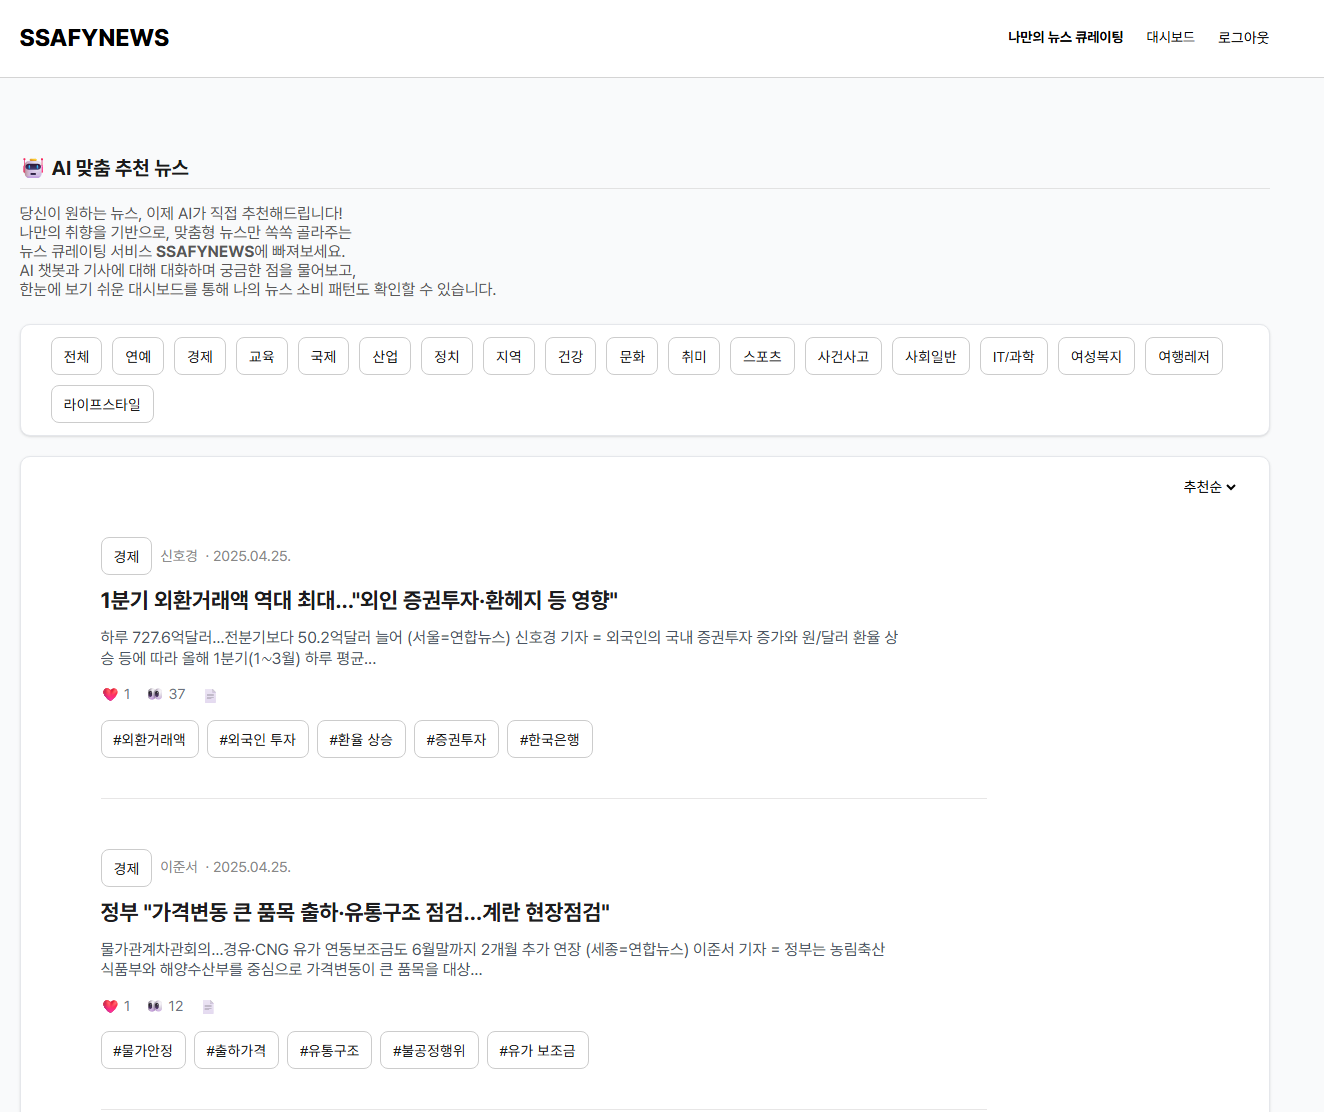 SSAFYNEWS
나만의 뉴스 큐레이팅 대시보드 로그아웃
AI 맞춤 추천 뉴스
당신이 원하는 뉴스, 이제 AI가 직접 추천해드립니다!
나만의 취향을 기반으로, 맞춤형 뉴스만 쏙쏙 골라주는
뉴스 큐레이팅 서비스 SSAFYNEWS에 빠져보세요.
AI 챗봇과 기사에 대해 대화하며 궁금한 점을 물어보고,
한눈에 보기 쉬운 대시보드를 통해 나의 뉴스 소비 패턴도 확인할 수 있습니다.
전체 연예 경제 교육 국제 산업 정치 지역 건강 문화 취미 스포츠 사건사고 사회일반 IT/과학 여성복지 여행레저
라이프스타일
추천순
경제 신호경 · 2025.04.25.
1분기 외환거래액 역대 최대…"외인 증권투자·환헤지 등 영향"
하루 727.6억달러…전분기보다 50.2억달러 늘어 (서울=연합뉴스) 신호경 기자 = 외국인의 국내 증권투자 증가와 원/달러 환율 상
승 등에 따라 올해 1분기(1∼3월) 하루 평균...
1 37
#외환거래액 #외국인 투자 #환율 상승 #증권투자 #한국은행
경제 이준서 · 2025.04.25.
정부 "가격변동 큰 품목 출하·유통구조 점검…계란 현장점검"
물가관계차관회의…경유·CNG 유가 연동보조금도 6월말까지 2개월 추가 연장 (세종=연합뉴스) 이준서 기자 = 정부는 농림축산
식품부와 해양수산부를 중심으로 가격변동이 큰 품목을 대상...
1 12
#물가안정 #출하가격 #유통구조 #불공정행위 #유가 보조금